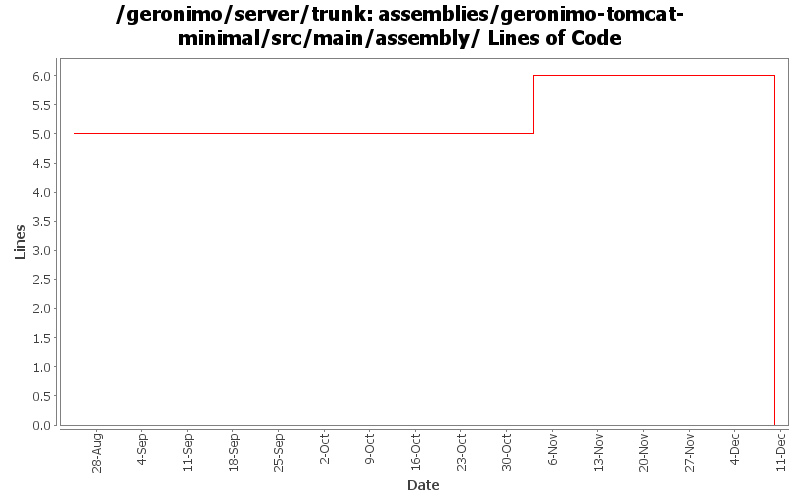 /geronimo/server/trunk: assemblies/geronimo-tomcat-
minimal/src/main/assembly/ Lines of Code
6.0
5.5
5.0
4.5
4.0
3.5
3.0
2.5
2.0
1.5
1.0
0.5
0.0
Lines
28-Aug
4-Sep
11-Sep
18-Sep
25-Sep
2-Oct
9-Oct
16-Oct
23-Oct
30-Oct
6-Nov
13-Nov
20-Nov
27-Nov
4-Dec
11-Dec
Date